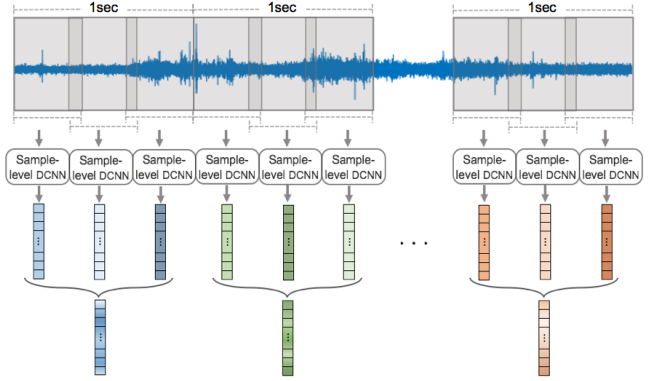 1sec 1sec 1sec
Sample- Sample- Sample- Sample- Sample- Sample- Sample- Sample- Sample-
level DCNN level DCNN level DCNN level DCNN level DCNN level DCNN level DCNN level DCNN level DCNN
. . .